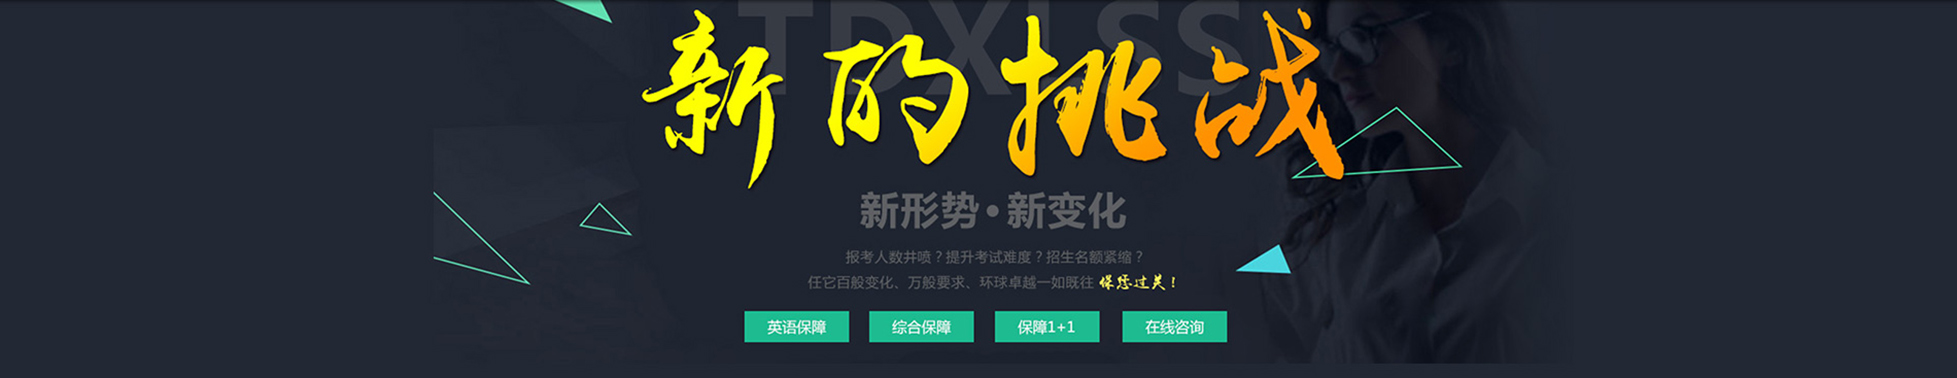 TDXLSS
新的挑战
新形势·新变化
报考人数井喷？提升考试难度？招生名额紧缩？
任它百般变化、万般要求、环球卓越一如既往 保您过关！
英语保障 综合保障 保障1+1 在线咨询